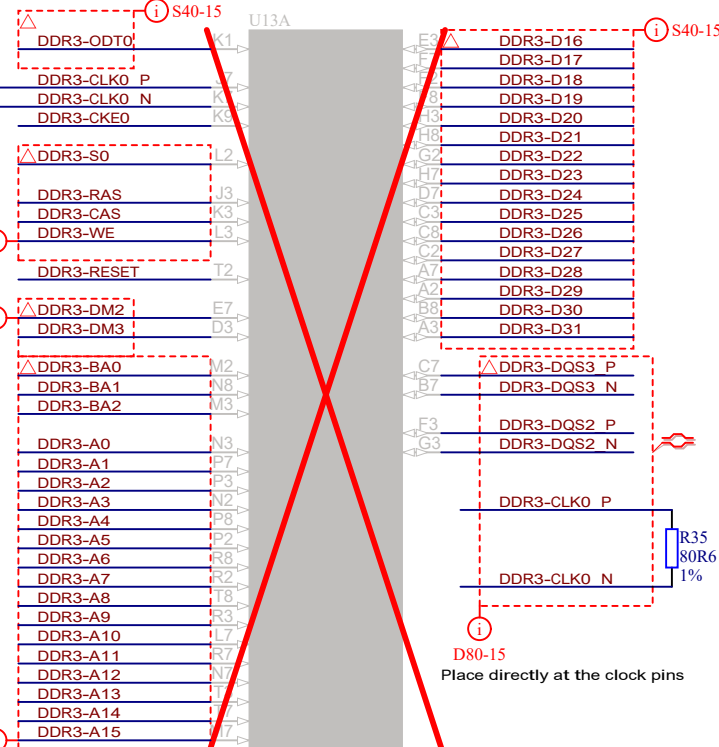 S40-15
U13A
S40-15
DDR3-ODT0 K1
DDR3-CLK0_P J7
DDR3-CLK0_N
DDR3-CKE0 K9
DDR3-S0 L2
DDR3-RAS J3
DDR3-CAS K3
DDR3-WE L3
DDR3-RESET T2
DDR3-DM2 E7
DDR3-DM3 D3
DDR3-BA0 M2
DDR3-BA1 N8
DDR3-BA2 M3
DDR3-A0 N3
DDR3-A1 P7
DDR3-A2 P3
DDR3-A3 N2
DDR3-A4 P8
DDR3-A5 P2
DDR3-A6 R8
DDR3-A7 R2
DDR3-A8 T8
DDR3-A9 R3
DDR3-A10 L7
DDR3-A11 R7
DDR3-A12 N7
DDR3-A13
DDR3-A14
DDR3-A15
E3 DDR3-D16
DDR3-D17
DDR3-D18
DDR3-D19
H3 DDR3-D20
H8 DDR3-D21
G2 DDR3-D22
H7 DDR3-D23
D7 DDR3-D24
C3 DDR3-D25
C8 DDR3-D26
C2 DDR3-D27
A7 DDR3-D28
A2 DDR3-D29
B8 DDR3-D30
A3 DDR3-D31
C7 DDR3-DQS3_P
B7 DDR3-DQS3_N
F3 DDR3-DQS2_P
G3 DDR3-DQS2_N
DDR3-CLK0_P
R35
80R6
1%
DDR3-CLK0_N
i
D80-15
Place directly at the clock pins